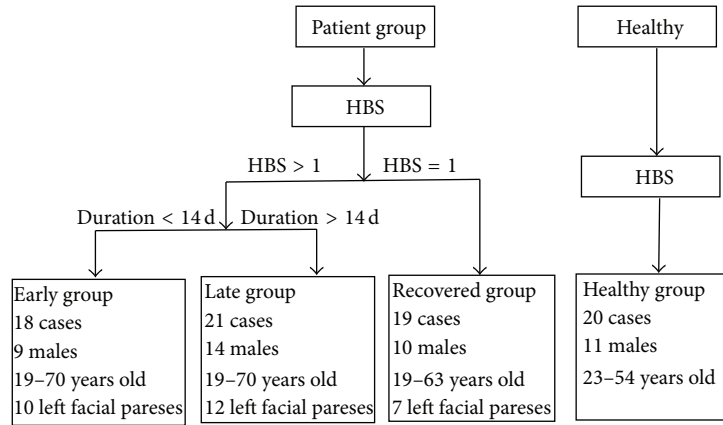 Patient group
Healthy
HBS
HBS > 1
HBS = 1
HBS
Duration < 14 d
Duration > 14 d
Early group
18 cases
9 males
19–70 years old
10 left facial pareses
Late group
21 cases
14 males
19–70 years old
12 left facial pareses
Recovered group
19 cases
10 males
19–63 years old
7 left facial pareses
Healthy group
20 cases
11 males
23–54 years old